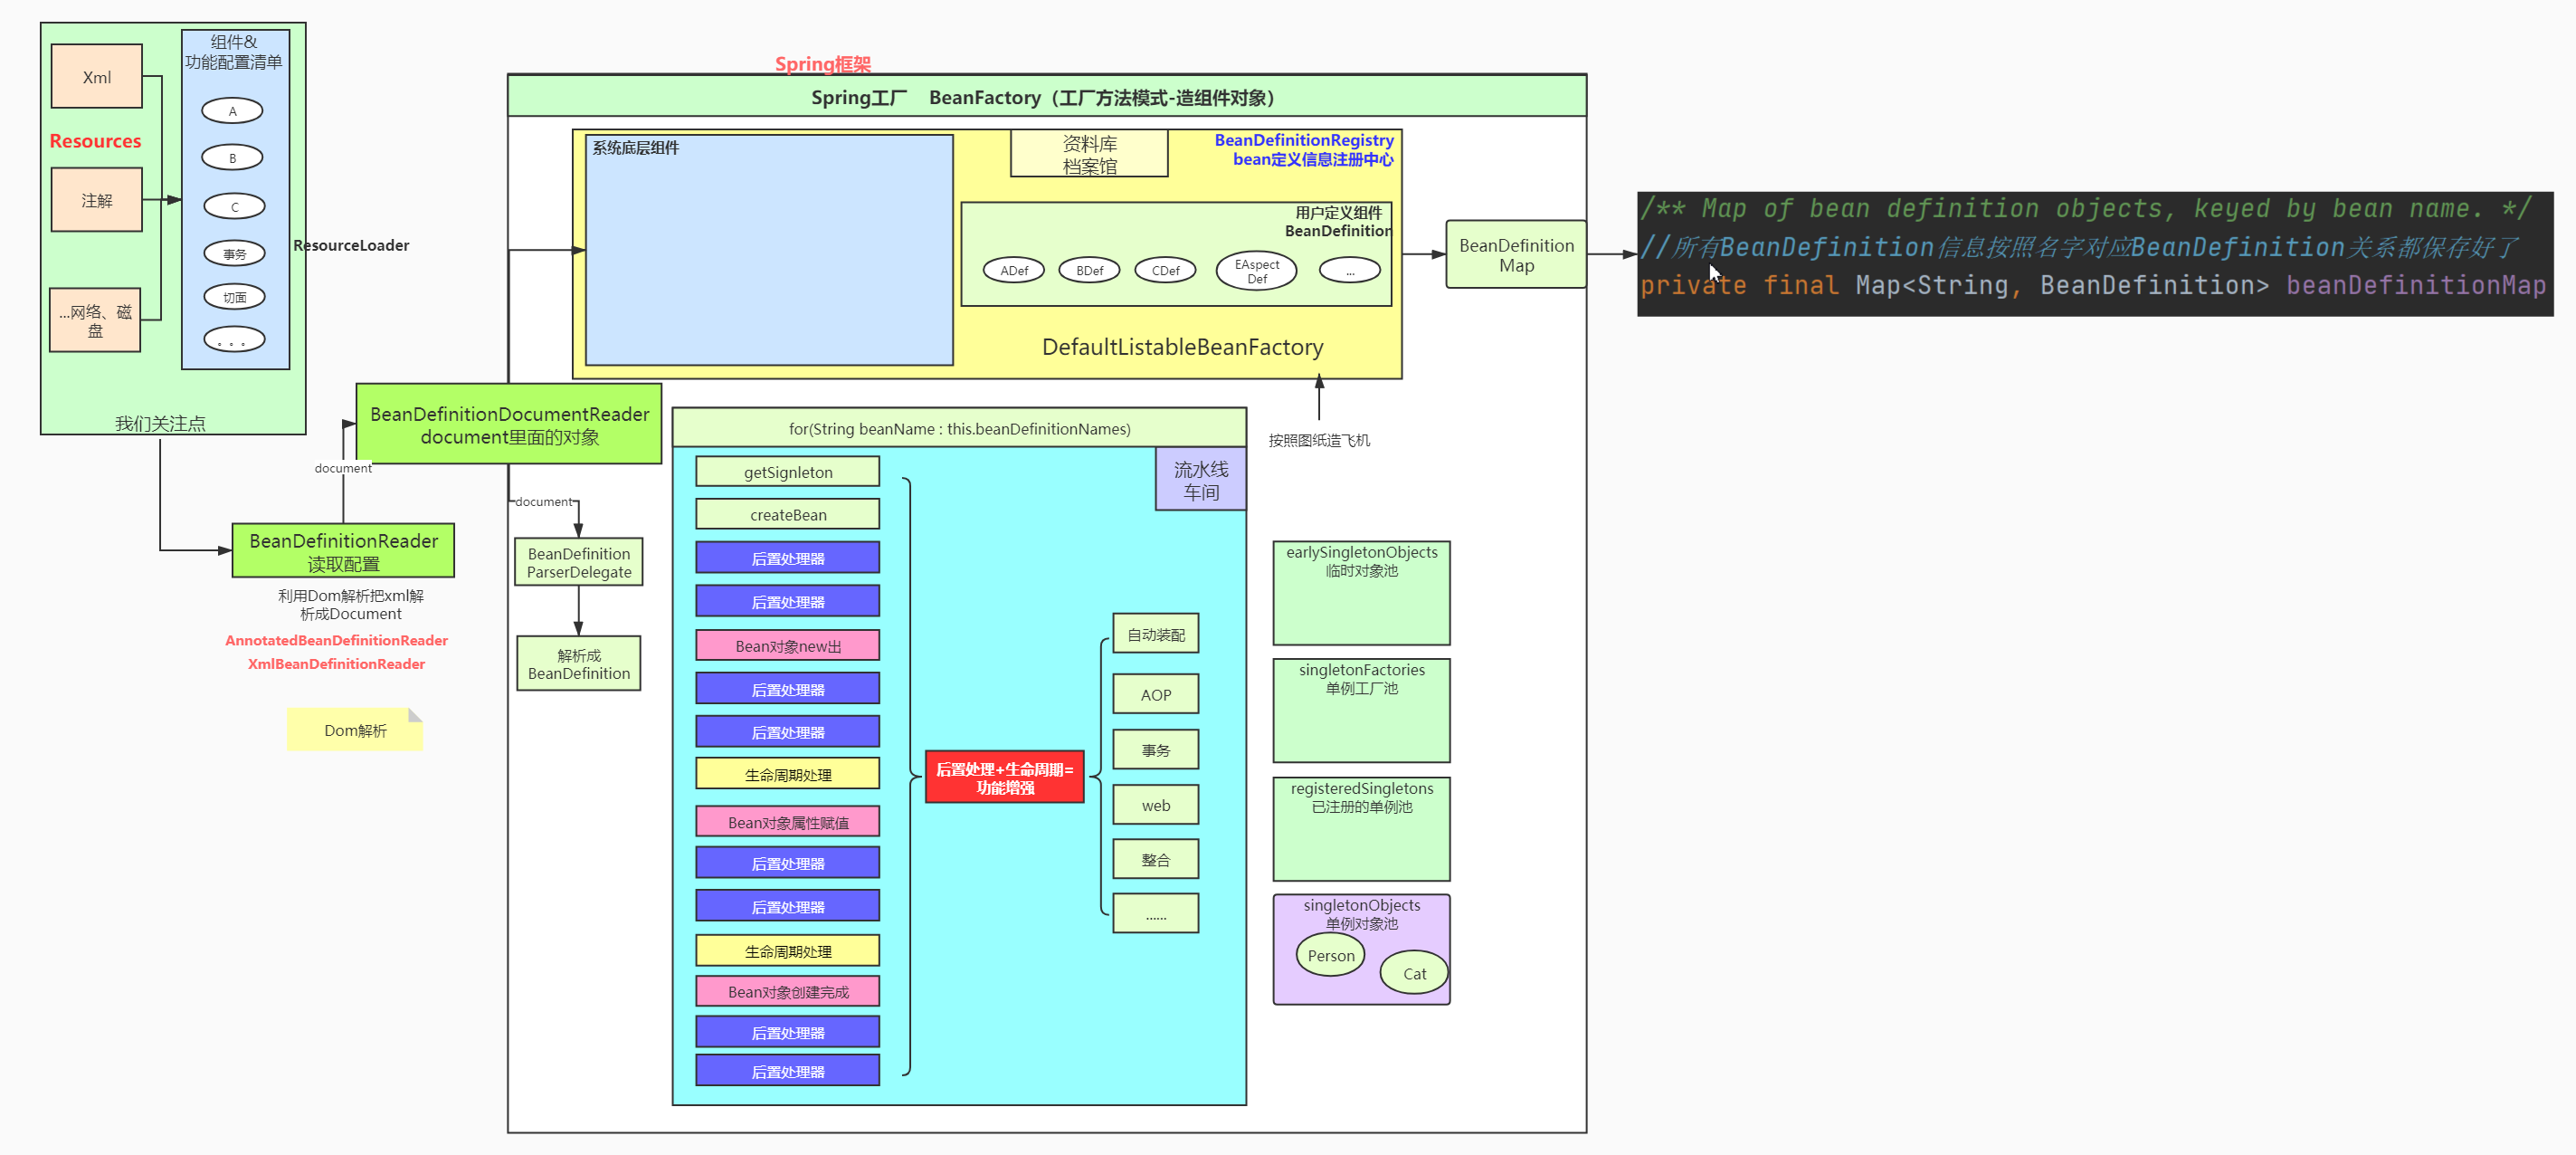 Xml
Resources
注解
...网络、磁
盘
组件&
功能配置清单
A
B
C
事务
切面
。。。
ResourceLoader
我们关注点
document
BeanDefinitionDocumentReader
document里面的对象
BeanDefinitionReader
读取配置
利用Dom解析把xml解
析成Document
AnnotatedBeanDefinitionReader
XmlBeanDefinitionReader
Dom解析
Spring框架
Spring工厂 BeanFactory（工厂方法模式-造组件对象）
系统底层组件
资料库
档案馆
BeanDefinitionRegistry
bean定义信息注册中心
用户定义组件
BeanDefinition
ADef
BDef
CDef
EAspect
Def
...
DefaultListableBeanFactory
BeanDefinition
Map
/** Map of bean definition objects, keyed by bean name. */
//所有BeanDefinition信息按照名字对应BeanDefinition关系都保存好了
private final Map<String, BeanDefinition> beanDefinitionMap
按照图纸造飞机
document
BeanDefinition
ParserDelegate
解析成
BeanDefinition
for(String beanName : this.beanDefinitionNames)
流水线
车间
getSignleton
createBean
后置处理器
后置处理器
Bean对象new出
后置处理器
后置处理器
生命周期处理
Bean对象属性赋值
后置处理器
后置处理器
生命周期处理
Bean对象创建完成
后置处理器
后置处理器
后置处理+生命周期=
功能增强
自动装配
AOP
事务
web
整合
......
earlySingletonObjects
临时对象池
singletonFactories
单例工厂池
registeredSingletons
已注册的单例池
singletonObjects
单例对象池
Person
Cat